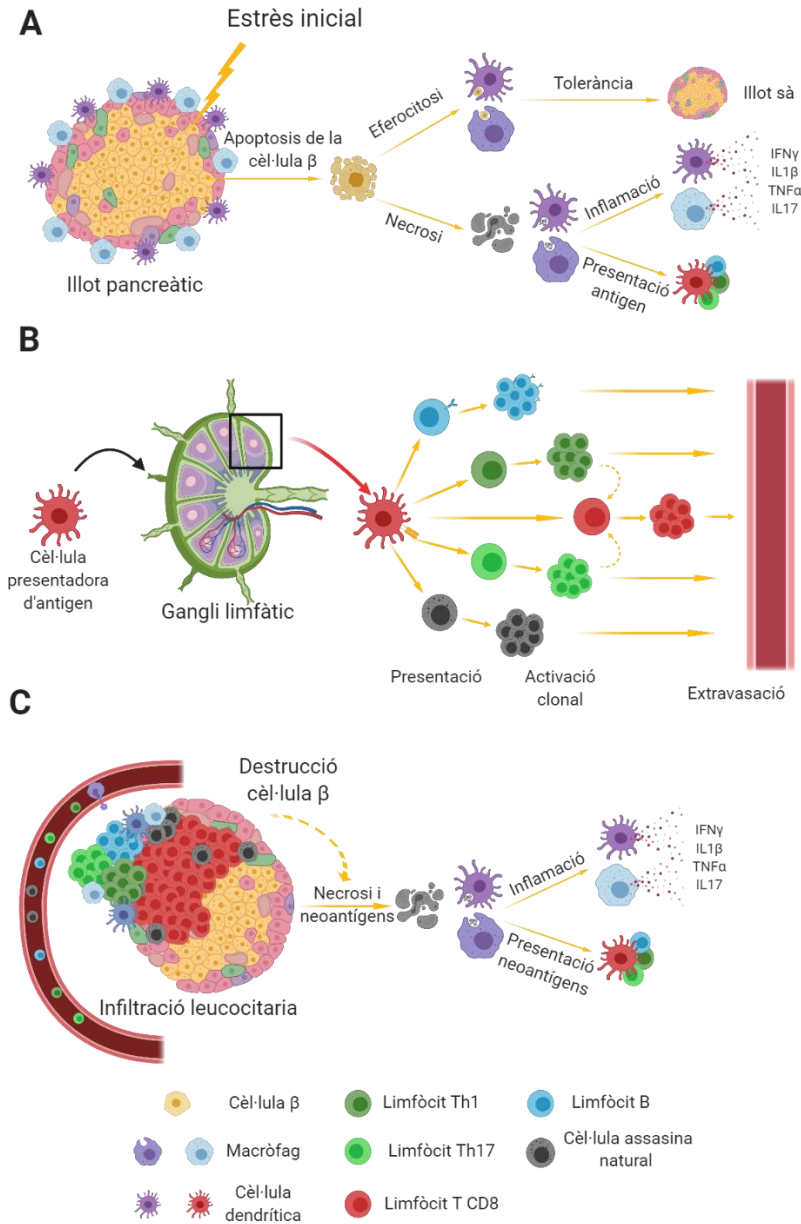 A
Estrès inicial
Apoptosis de la
cèl·lula β
Illot pancreàtic
Eferocitosi
Necrosi
Tolerància
Illot sà
Inflamació
IFNγ
IL1β
TNFα
IL17
Presentació
antigen
B
Cèl·lula
presentadora
d'antigen
Gangli limfàtic
Presentació
Activació
clonal
Extravasació
C
Destrucció
cèl·lula β
Necrosi i
neoantígens
Infiltració leucocitaria
Inflamació
IFNγ
IL1β
TNFα
IL17
Presentació
neoantígens
Cèl·lula β
Limfòcit Th1
Limfòcit B
Macròfag
Limfòcit Th17
Cèl·lula assasina
natural
Cèl·lula
dendrítica
Limfòcit T CD8